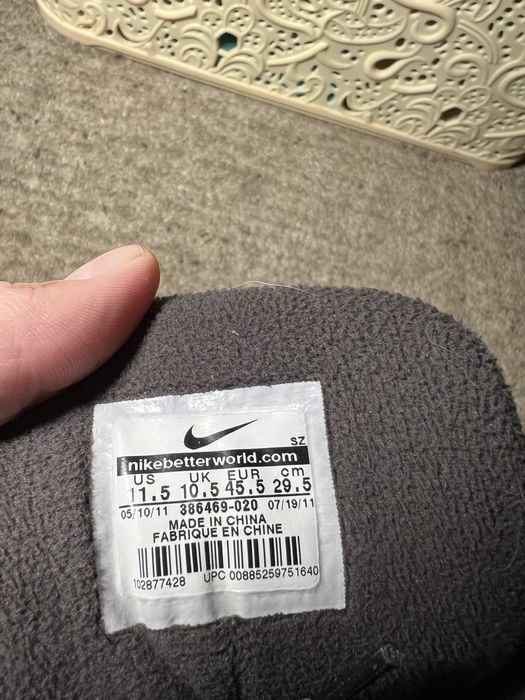 SZ
nikebetterworld.com
US UK EUR cm
11.5 10.5 45.5 29.5
05/10/11 386469-020 07/19/11
MADE IN CHINA
FABRIQUE EN CHINE
102877428 UPC 00885259751640